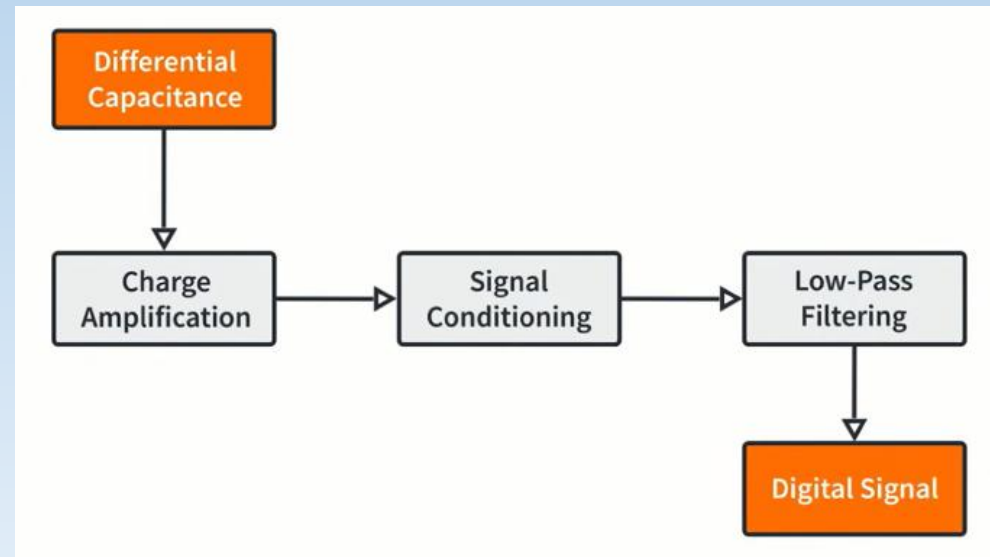 Differential
Capacitance
Charge
Amplification
Signal
Conditioning
Low-Pass
Filtering
Digital Signal